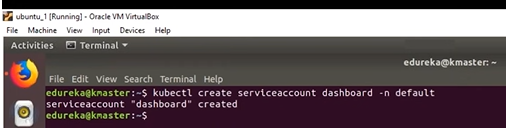 ubuntu_1 [Running] - Oracle VM VirtualBox
File Machine View Input Devices Help
Activities Terminal
edureka@kmaster: ~
File Edit View Search Terminal Help
edureka@kmaster:~$ kubectl create serviceaccount dashboard -n default
serviceaccount "dashboard" created
edureka@kmaster:~$